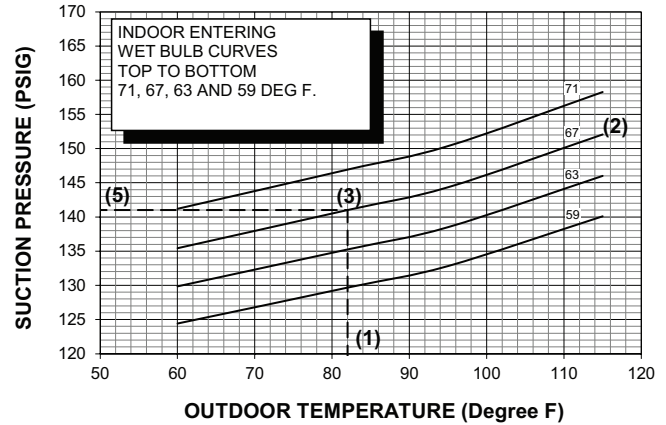 SUCTION PRESSURE (PSIG)
170
165
160
155
150
145
140
135
130
125
120
INDOOR ENTERING
WET BULB CURVES
TOP TO BOTTOM
71, 67, 63 AND 59 DEG F.
71
67
(2)
63
59
(5)
(3)
(1)
50 60 70 80 90 100 110 120
OUTDOOR TEMPERATURE (Degree F)